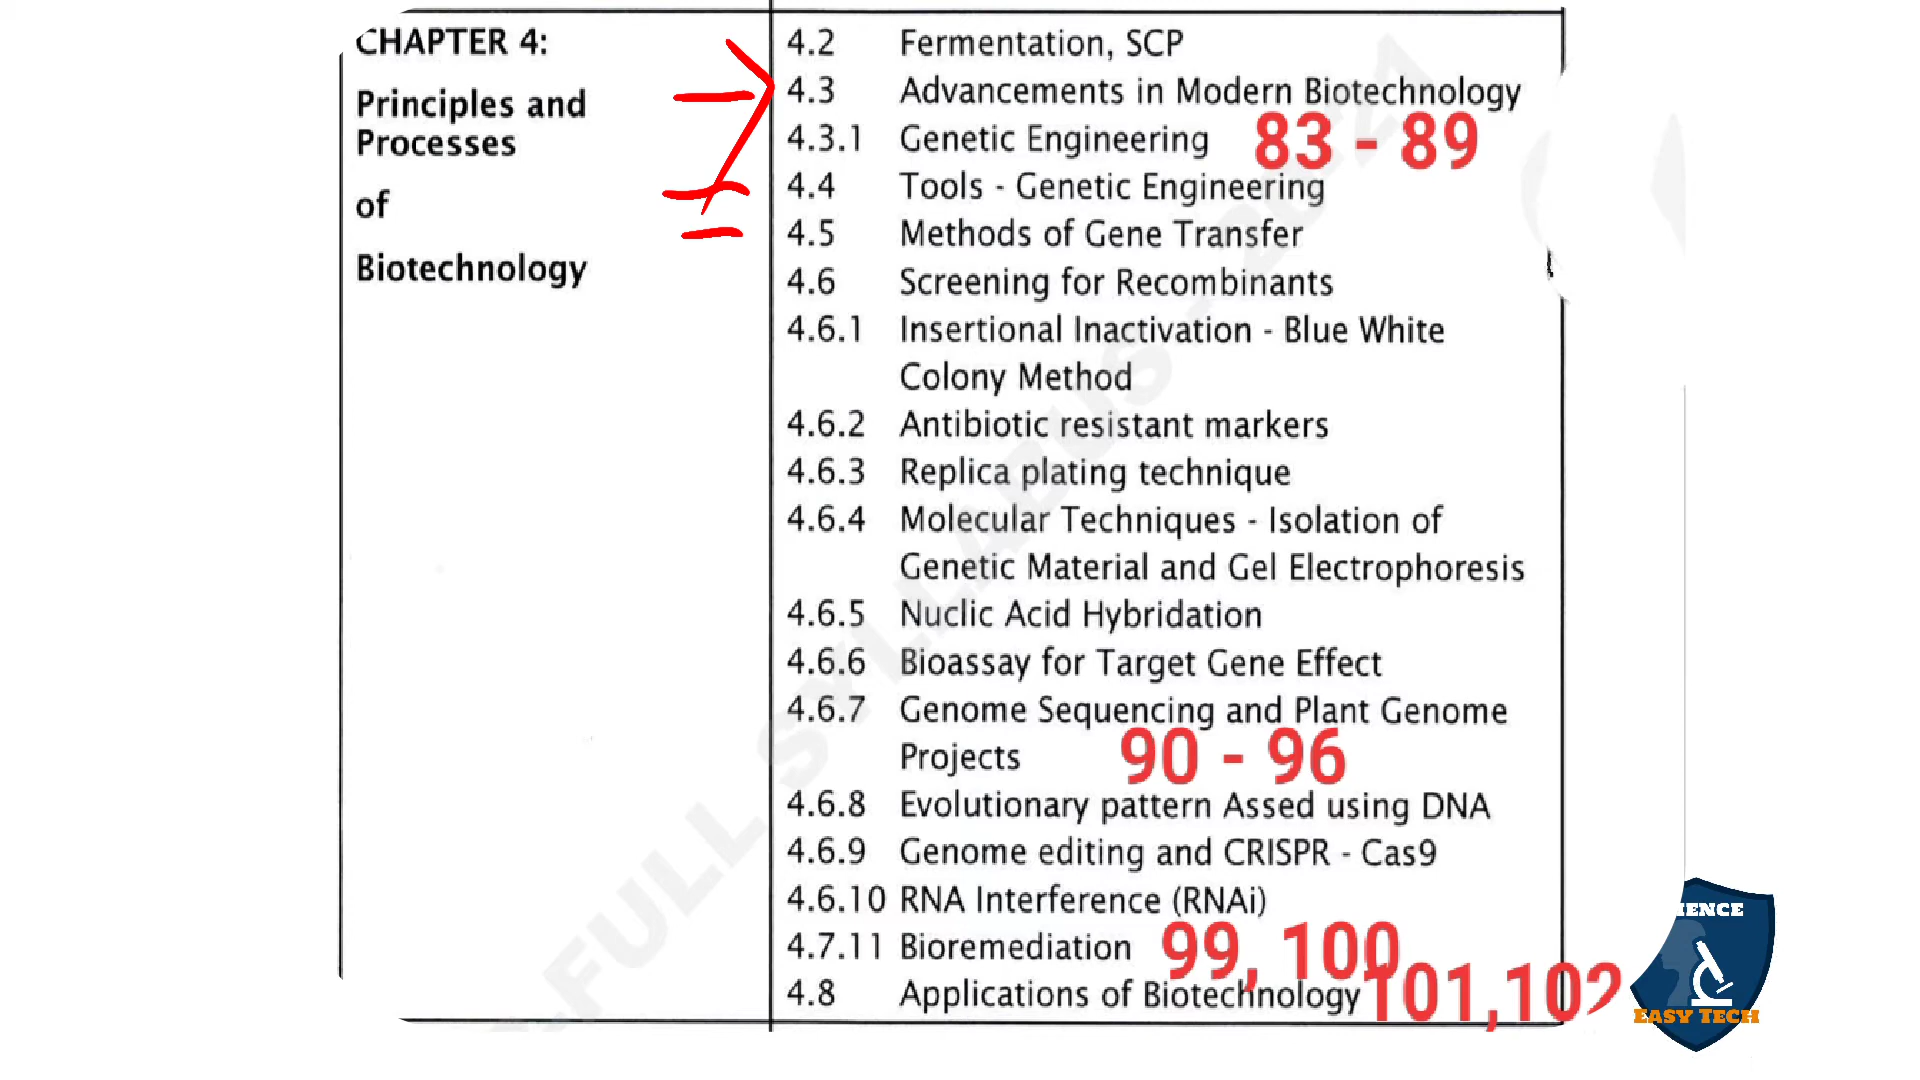 CHAPTER 4:
Principles and
Processes
of
Biotechnology
4.2 Fermentation, SCP
4.3 Advancements in Modern Biotechnology
4.3.1 Genetic Engineering 83 - 89
4.4 Tools - Genetic Engineering
4.5 Methods of Gene Transfer
4.6 Screening for Recombinants
4.6.1 Insertional Inactivation - Blue White
Colony Method
4.6.2 Antibiotic resistant markers
4.6.3 Replica plating technique
4.6.4 Molecular Techniques - Isolation of
Genetic Material and Gel Electrophoresis
4.6.5 Nuclic Acid Hybridation
4.6.6 Bioassay for Target Gene Effect
4.6.7 Genome Sequencing and Plant Genome
Projects 90 - 96
4.6.8 Evolutionary pattern Assed using DNA
4.6.9 Genome editing and CRISPR - Cas9
4.6.10 RNA Interference (RNAi)
4.7.11 Bioremediation 99, 100
4.8 Applications of Biotechnology 101,102
FULL SYLLABUS -
IENCE
EASY TECH